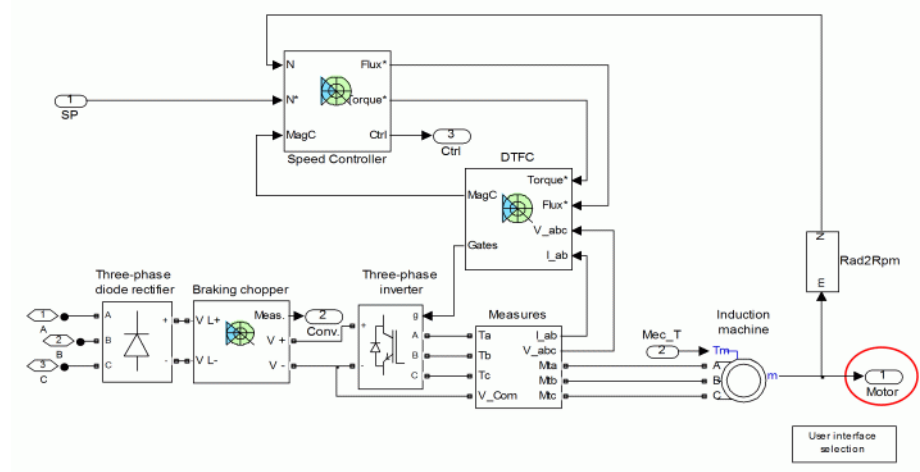 N
Flux*
N*
Torque*
1
SP
MagC
Ctrl
3
Ctrl
Speed Controller
DTFC
Torque*
MagC
Flux*
V_abc
Gates
I_ab
N
Rad2Rpm
E
Three-phase
diode rectifier
Braking chopper
Three-phase
inverter
Measures
Induction
machine
1
A
2
B
3
C
A
B
C
+
-
V L+
V L-
Meas.
V +
V -
2
Conv.
+
-
g
A
B
C
Ta
Tb
Tc
V_Com
I_ab
V_abc
Mta
Mtb
Mtc
Mec_T
2
Tm
A
B
C
m
1
Motor
User interface
selection